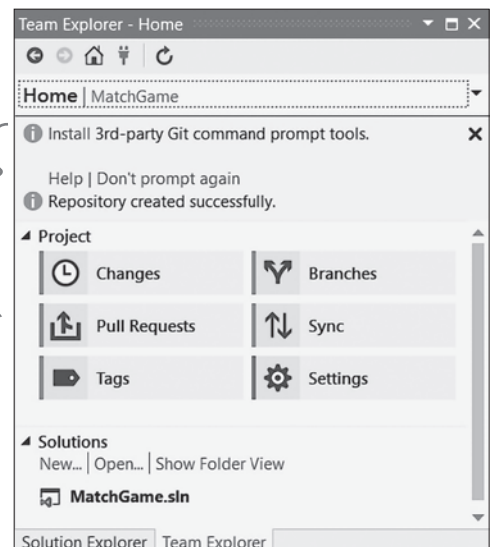 Team Explorer - Home
Home | MatchGame
Install 3rd-party Git command prompt tools.
Help | Don't prompt again
Repository created successfully.
Project
Changes
Branches
Pull Requests
Sync
Tags
Settings
Solutions
New... | Open... | Show Folder View
MatchGame.sln
Solution Explorer Team Explorer